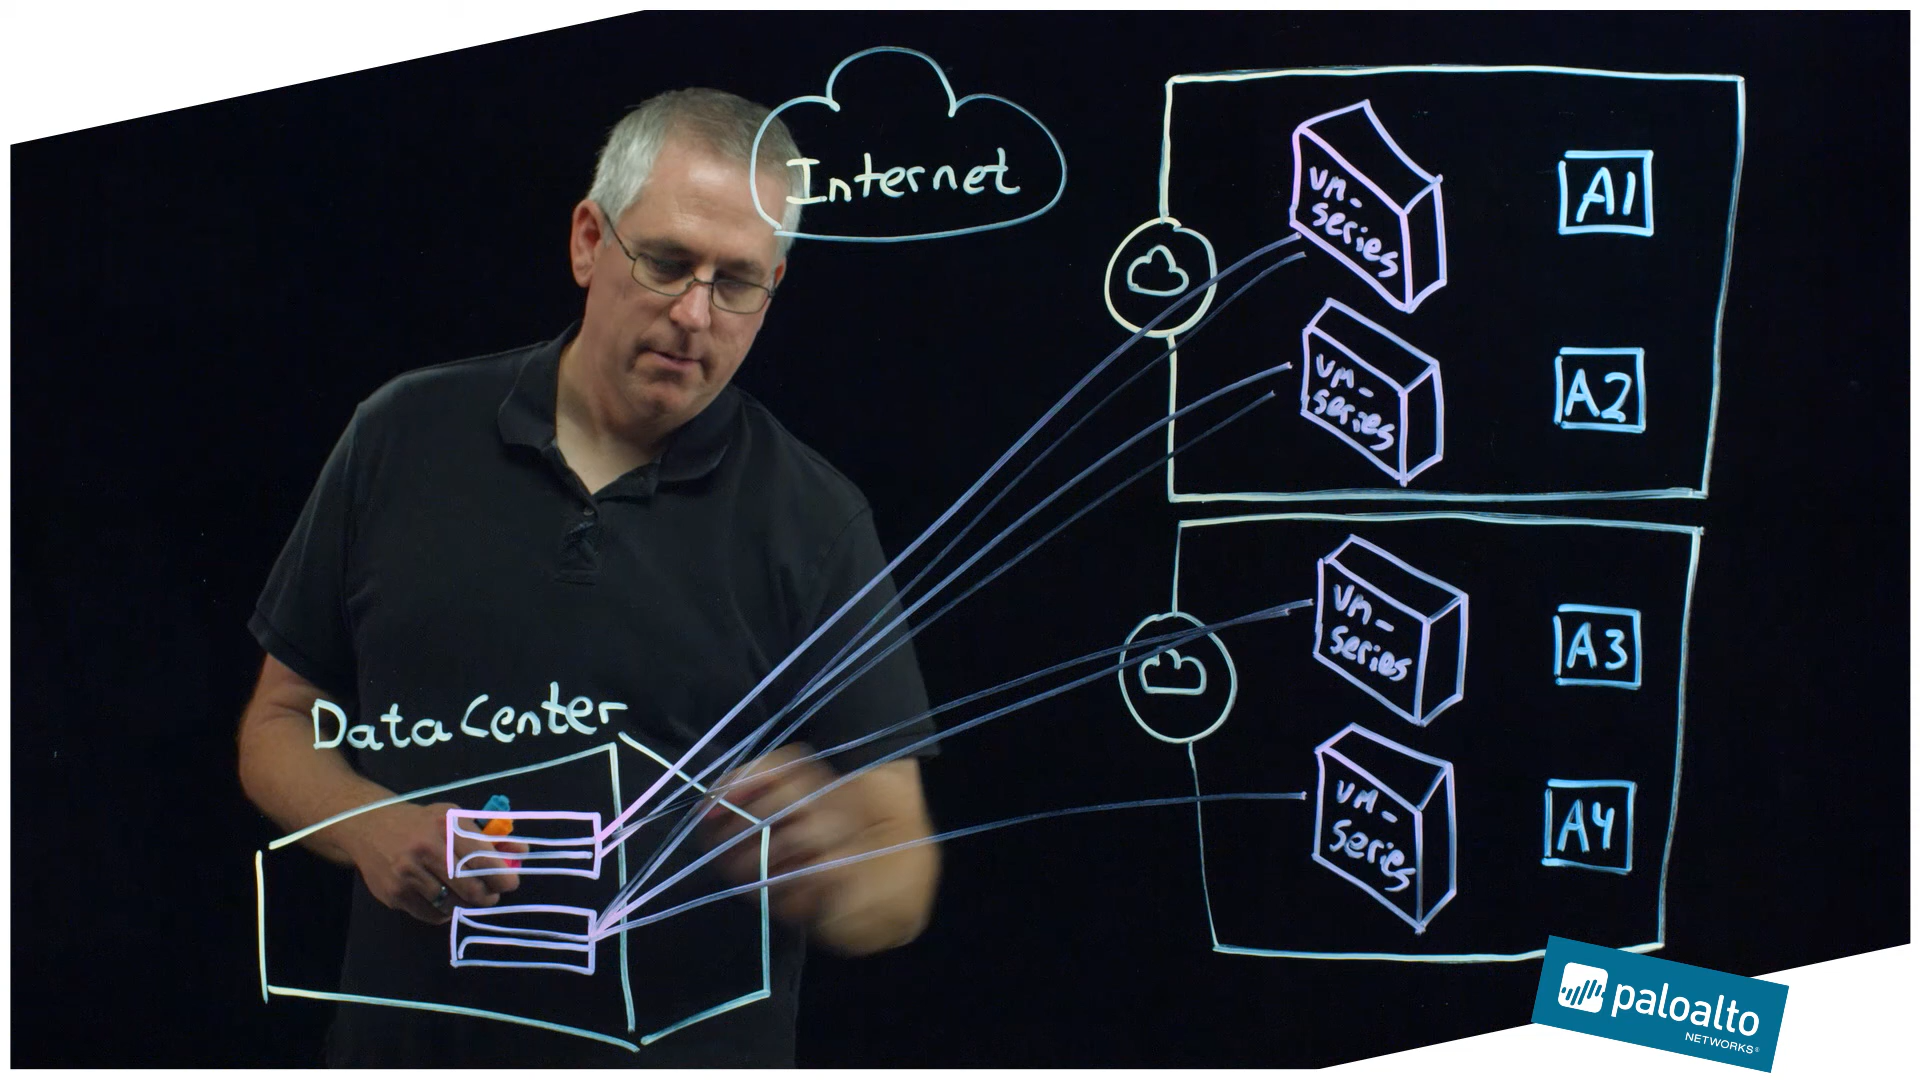 Internet
vm-
series
A1
vm-
series
A2
vm-
series
A3
Data Center
vm-
series
A4
paloalto
NETWORKS®